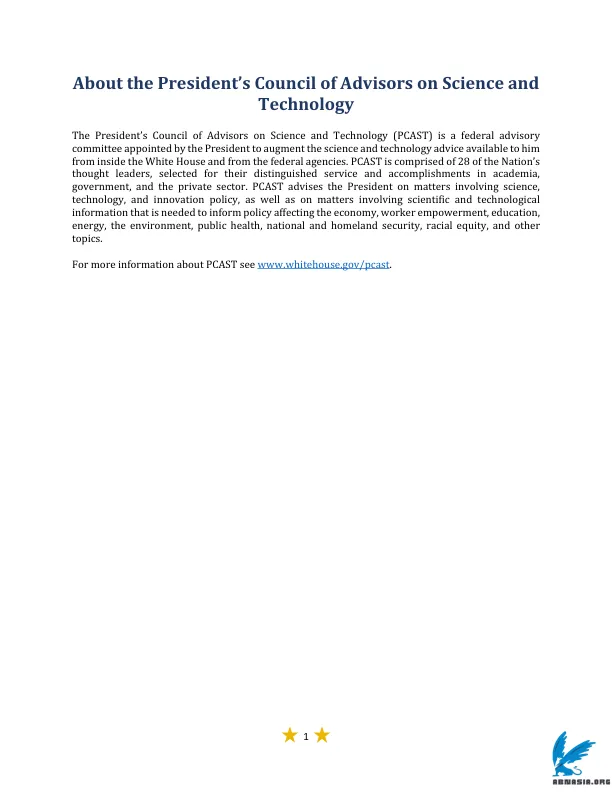 About the President’s Council of Advisors on Science and
Technology
The President’s Council of Advisors on Science and Technology (PCAST) is a federal advisory
committee appointed by the President to augment the science and technology advice available to him
from inside the White House and from the federal agencies. PCAST is comprised of 28 of the Nation’s
thought leaders, selected for their distinguished service and accomplishments in academia,
government, and the private sector. PCAST advises the President on matters involving science,
technology, and innovation policy, as well as on matters involving scientific and technological
information that is needed to inform policy affecting the economy, worker empowerment, education,
energy, the environment, public health, national and homeland security, racial equity, and other
topics.
For more information about PCAST see www.whitehouse.gov/pcast.
1
ABNASIA.ORG